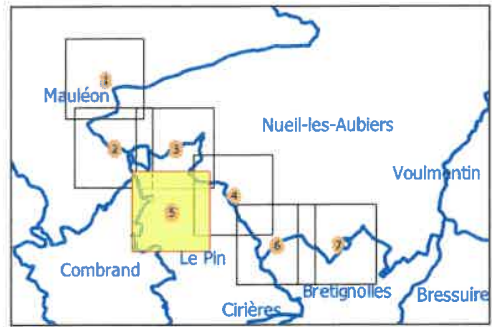 1
Mauléon
Nueil-les-Aubiers
2
3
Voulmentin
4
5
6
7
Le Pin
Combrand
Bretignolles
Bressuire
Cirières